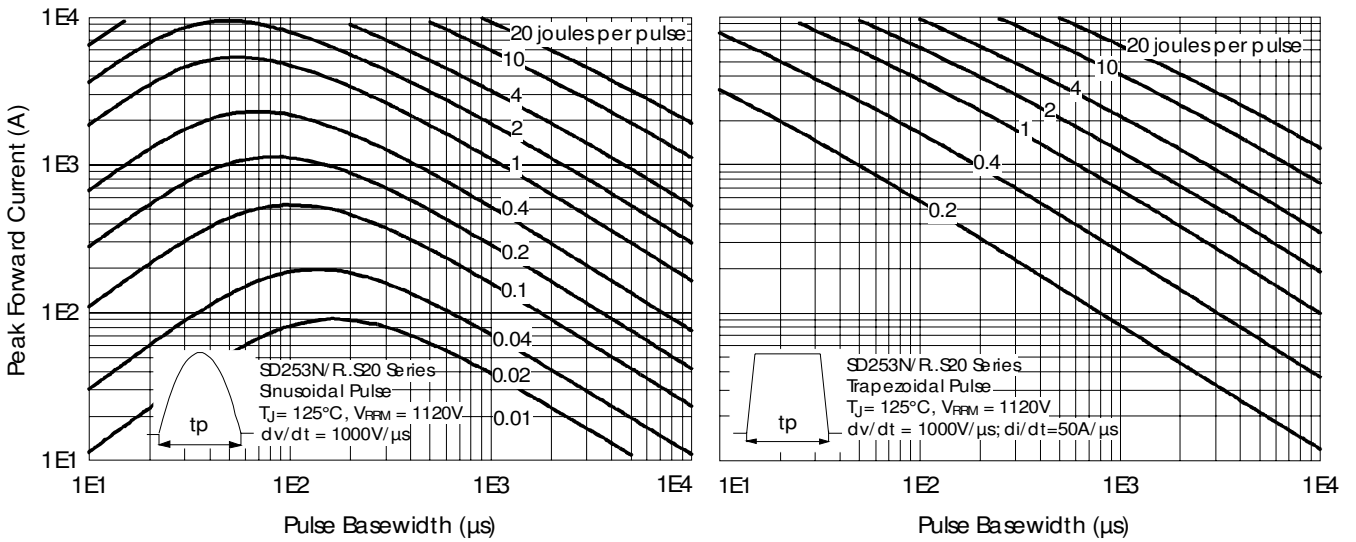 Peak Forward Current (A)
1E4
1E3
1E2
1E1
20 joules per pulse
10
4
2
1
0.4
0.2
0.1
0.04
0.02
0.01
tp
SD253N/R..S20 Series
Sinusoidal Pulse
TJ = 125°C, VRRM = 1120V
dv/dt = 1000V/µs
1E1
1E2
1E3
1E4
Pulse Basewidth (µs)
20 joules per pulse
10
4
2
1
0.4
0.2
tp
SD253N/R..S20 Series
Trapezoidal Pulse
TJ = 125°C, VRRM = 1120V
dv/dt = 1000V/µs; di/dt=50A/µs
1E1
1E2
1E3
1E4
Pulse Basewidth (µs)